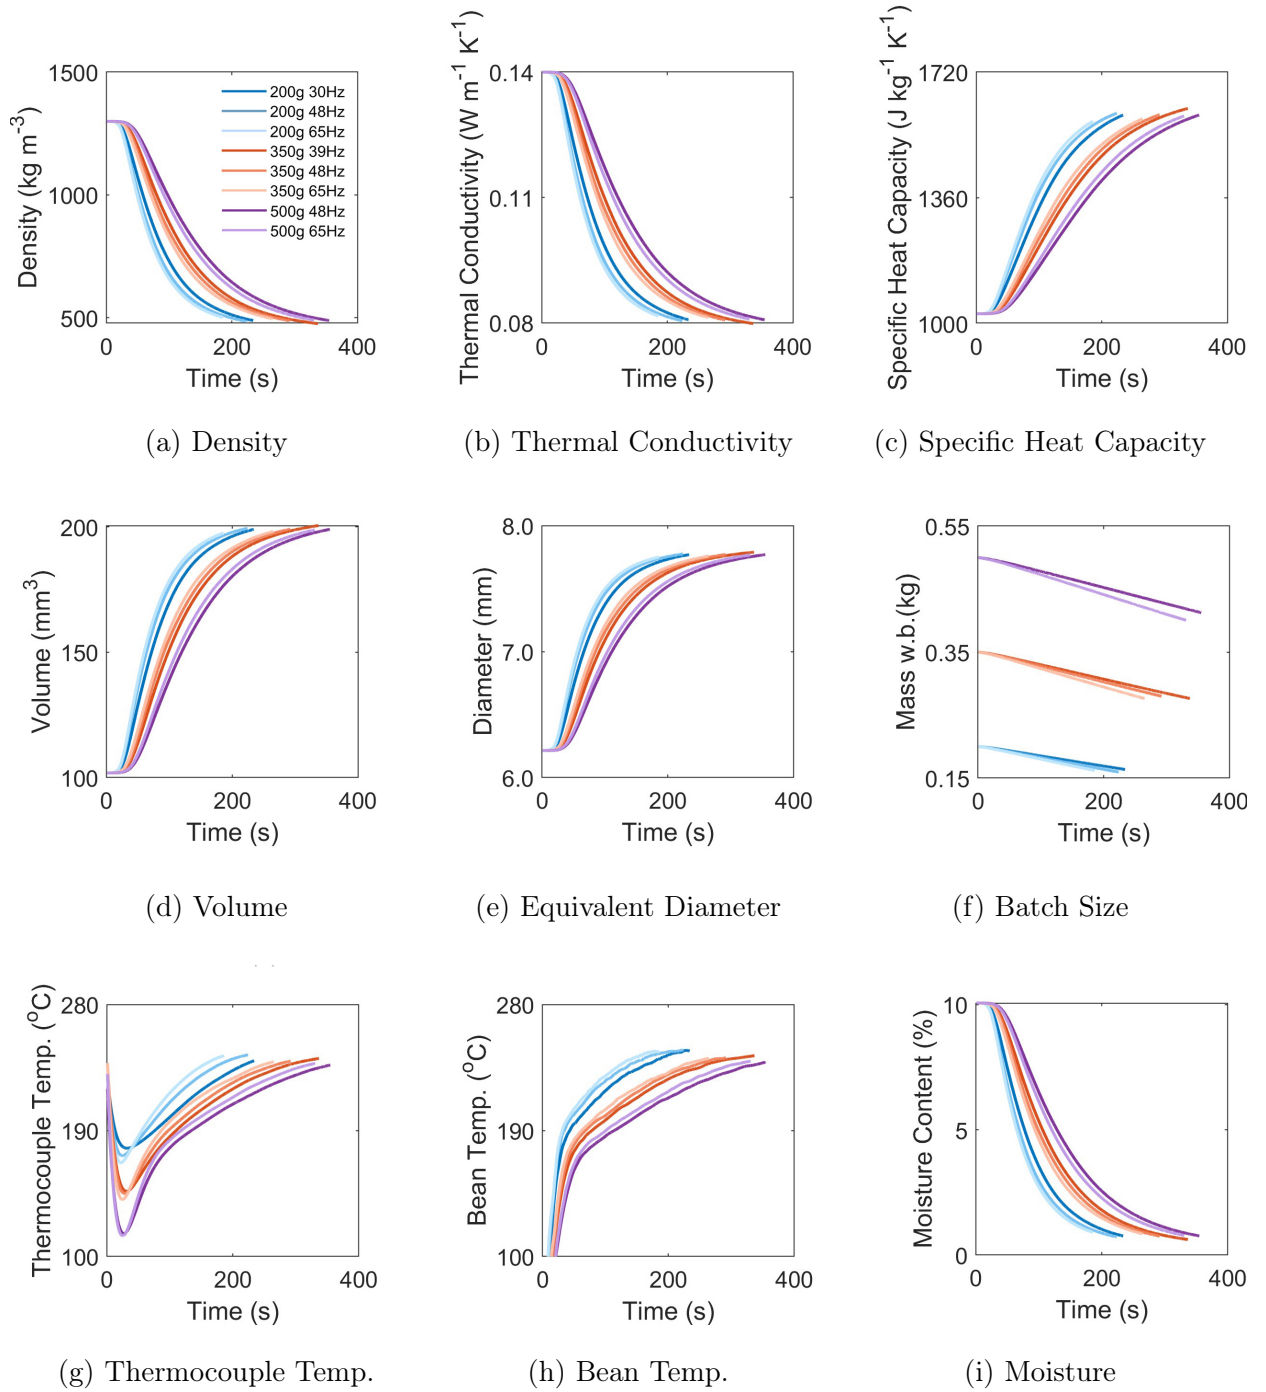 Density (kg m⁻³)
1500
1000
500
0
200
400
Time (s)
200g 30Hz
200g 48Hz
200g 65Hz
350g 39Hz
350g 48Hz
350g 65Hz
500g 48Hz
500g 65Hz
(a) Density
Thermal Conductivity (W m⁻¹ K⁻¹)
0.14
0.11
0.08
0
200
400
Time (s)
(b) Thermal Conductivity
Specific Heat Capacity (J kg⁻¹ K⁻¹)
1720
1360
1000
0
200
400
Time (s)
(c) Specific Heat Capacity
Volume (mm³)
200
150
100
0
200
400
Time (s)
(d) Volume
Diameter (mm)
8.0
7.0
6.0
0
200
400
Time (s)
(e) Equivalent Diameter
Mass w.b.(kg)
0.55
0.35
0.15
0
200
400
Time (s)
(f) Batch Size
Thermocouple Temp. (°C)
280
190
100
0
200
400
Time (s)
(g) Thermocouple Temp.
Bean Temp. (°C)
280
190
100
0
200
400
Time (s)
(h) Bean Temp.
Moisture Content (%)
10
5
0
0
200
400
Time (s)
(i) Moisture